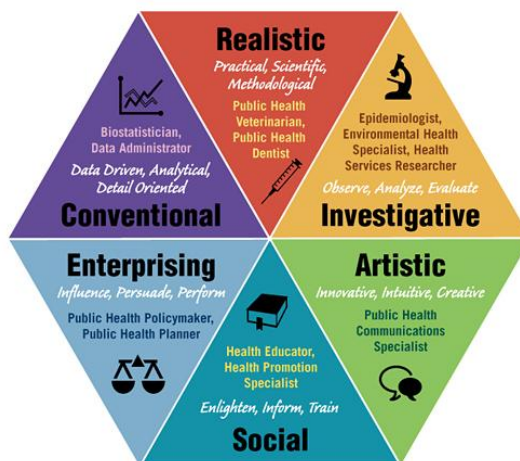 Realistic
Practical, Scientific,
Methodological
Public Health
Veterinarian,
Public Health
Dentist
Biostatistician,
Data Administrator
Data Driven, Analytical,
Detail Oriented
Conventional
Epidemiologist,
Environmental Health
Specialist, Health
Services Researcher
Observe, Analyze, Evaluate
Investigative
Enterprising
Influence, Persuade, Perform
Public Health Policymaker,
Public Health Planner
Health Educator,
Health Promotion
Specialist
Enlighten, Inform, Train
Social
Artistic
Innovative, Intuitive, Creative
Public Health
Communications
Specialist